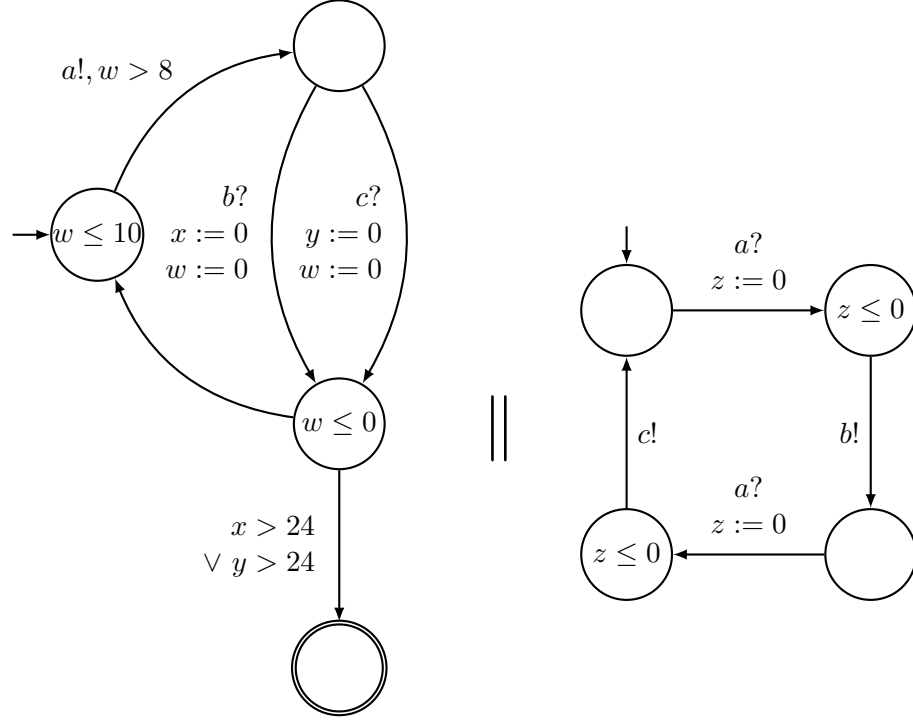 a!, w > 8
w ≤ 10
b?
x := 0
w := 0
c?
y := 0
w := 0
w ≤ 0
x > 24
∨ y > 24
||
a?
z := 0
z ≤ 0
c!
b!
a?
z := 0
z ≤ 0